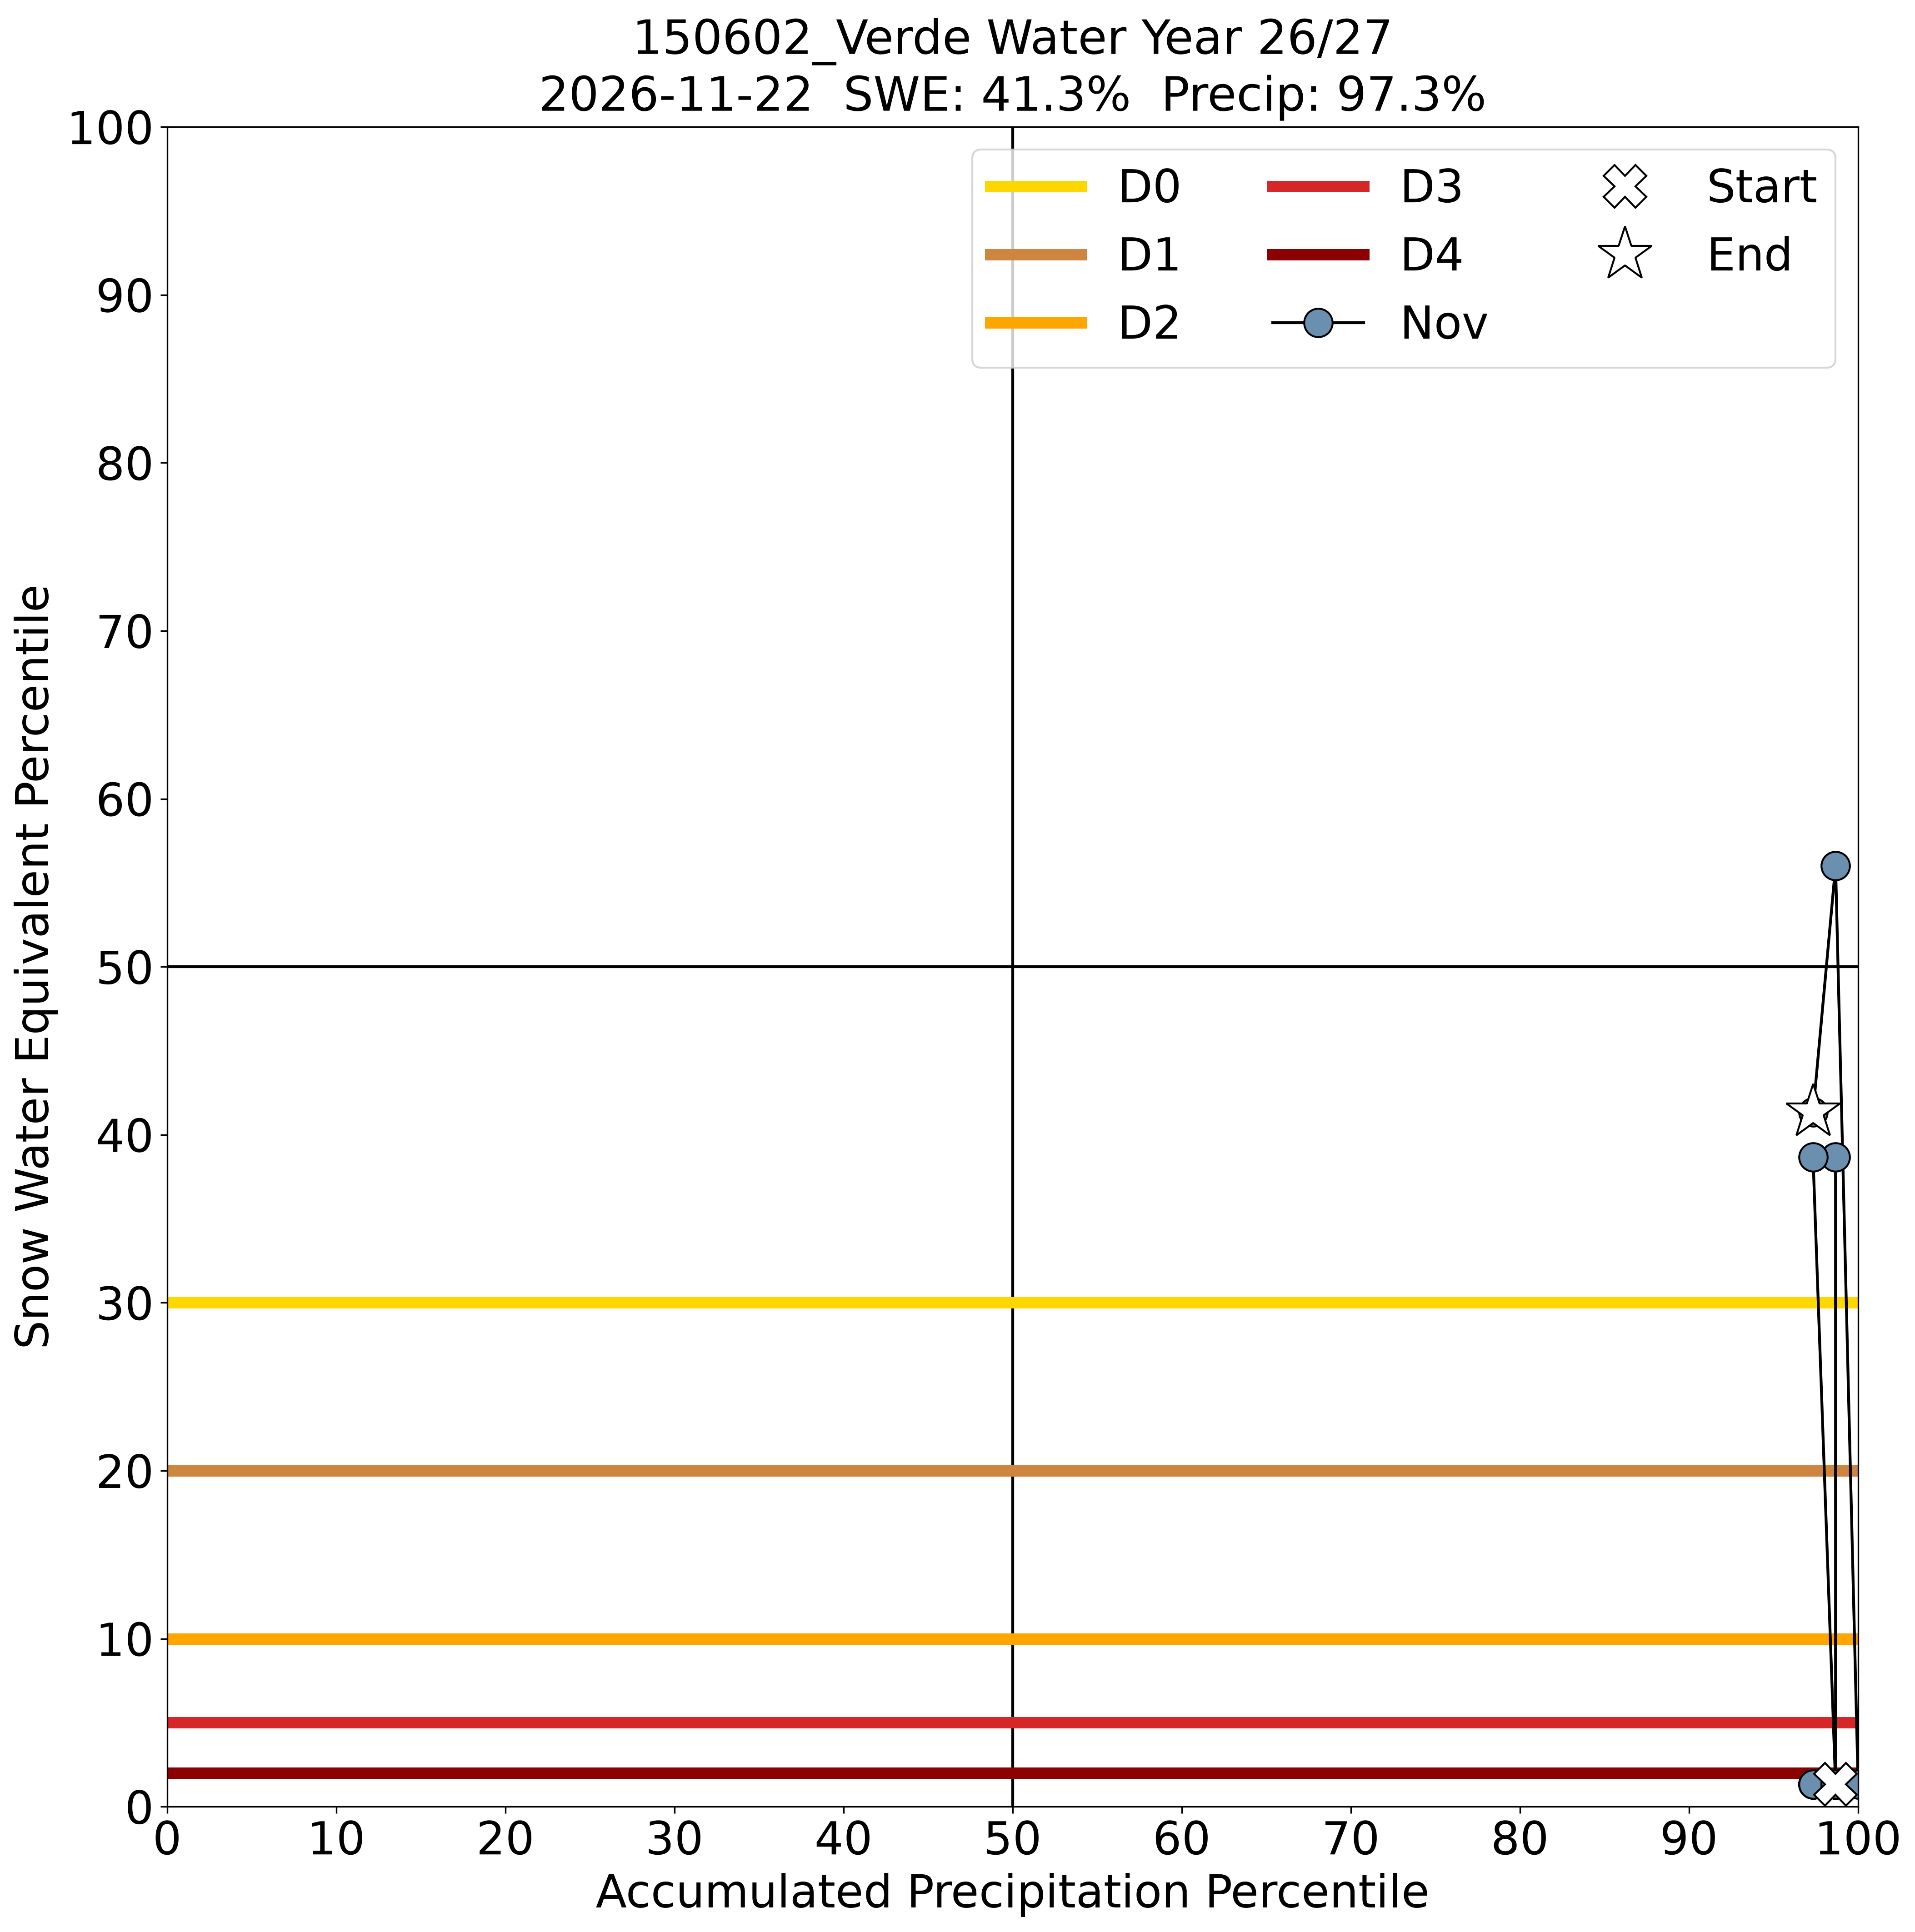 150602_Verde Water Year 26/27
2026-11-22 SWE: 41.3% Precip: 97.3%
D0
D1
D2
D3
D4
Nov
Start
End
Snow Water Equivalent Percentile
100
90
80
70
60
50
40
30
20
10
0
0 10 20 30 40 50 60 70 80 90 100
Accumulated Precipitation Percentile